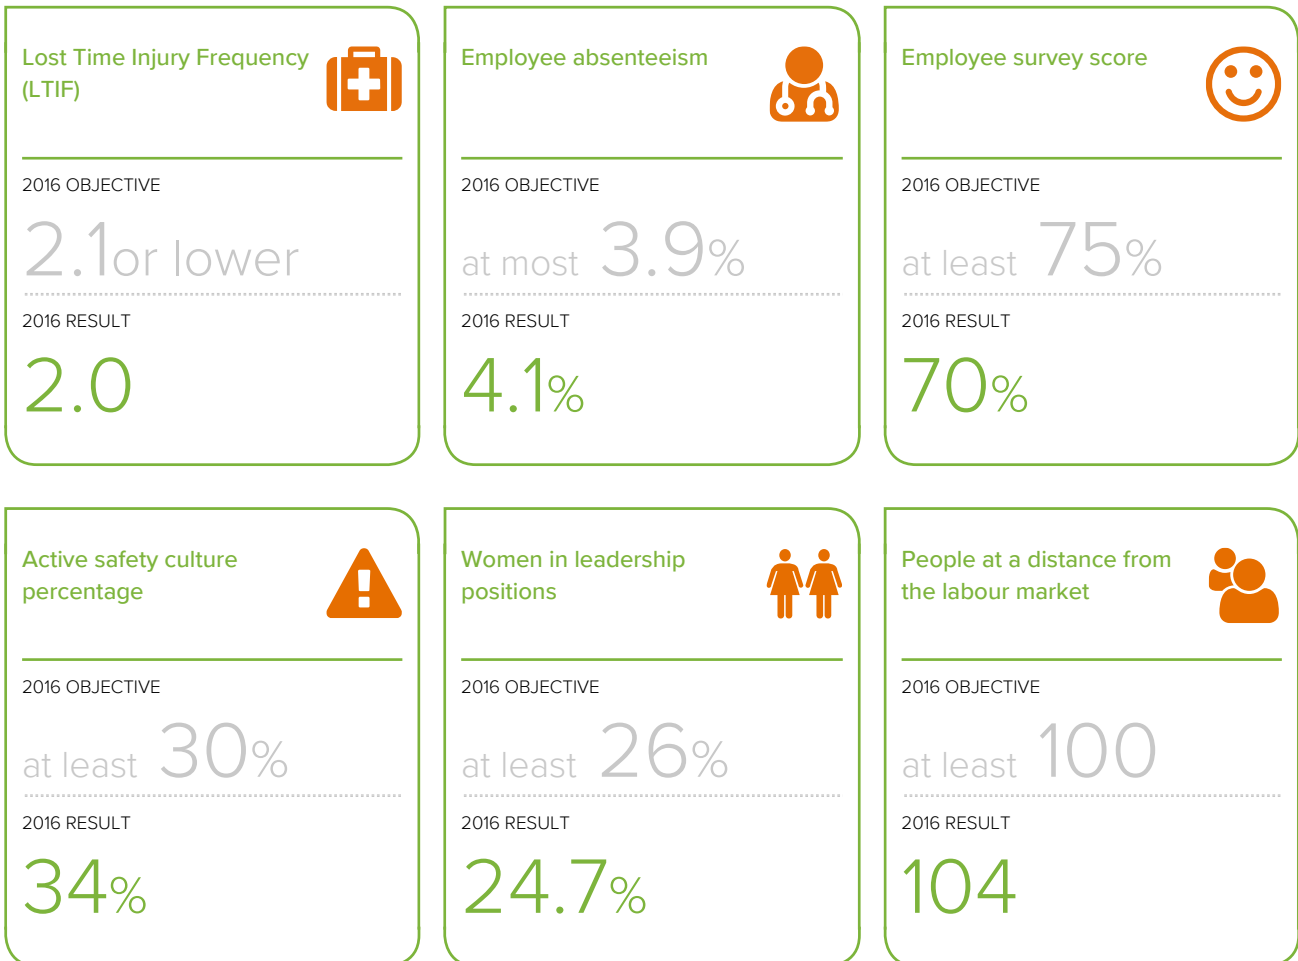 Lost Time Injury Frequency
(LTIF)
2016 OBJECTIVE
2.1or lower
2016 RESULT
2.0
Employee absenteeism
2016 OBJECTIVE
at most 3.9%
2016 RESULT
4.1%
Employee survey score
2016 OBJECTIVE
at least 75%
2016 RESULT
70%
Active safety culture
percentage
2016 OBJECTIVE
at least 30%
2016 RESULT
34%
Women in leadership
positions
2016 OBJECTIVE
at least 26%
2016 RESULT
24.7%
People at a distance from
the labour market
2016 OBJECTIVE
at least 100
2016 RESULT
104